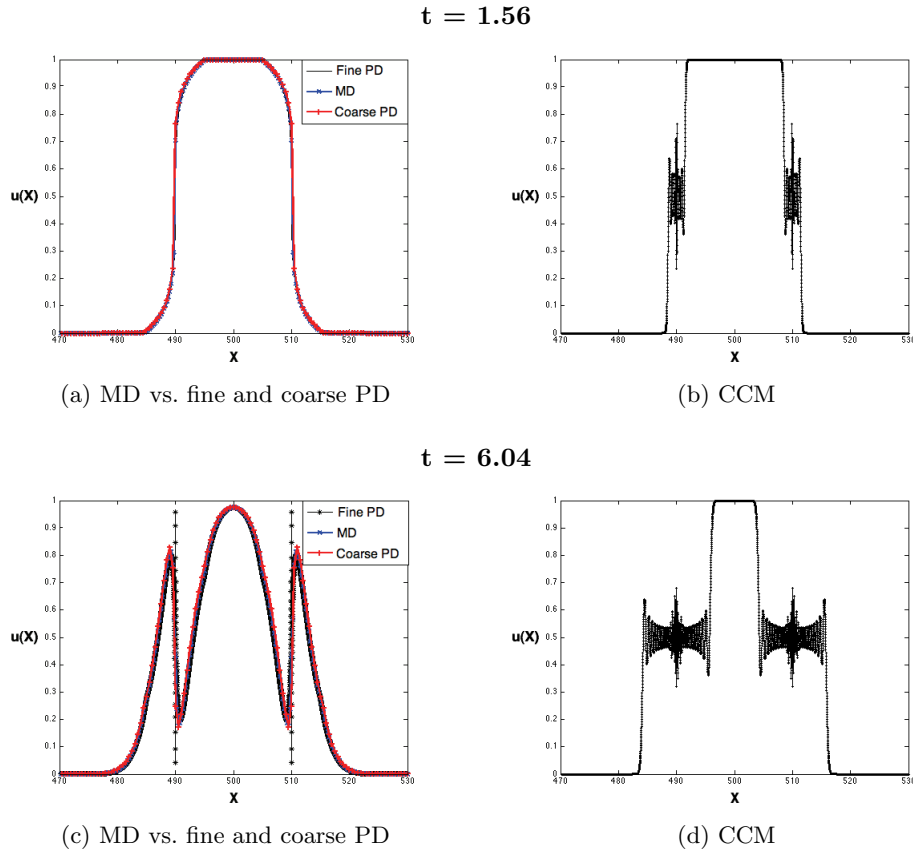 t = 1.56
1
0.9
0.8
0.7
0.6
0.5
0.4
0.3
0.2
0.1
0
u(X)
Fine PD
MD
Coarse PD
470 480 490 500 510 520 530
X
(a) MD vs. fine and coarse PD
1
0.9
0.8
0.7
0.6
0.5
0.4
0.3
0.2
0.1
0
u(X)
470 480 490 500 510 520 530
X
(b) CCM
t = 6.04
1
0.9
0.8
0.7
0.6
0.5
0.4
0.3
0.2
0.1
0
u(X)
Fine PD
MD
Coarse PD
470 480 490 500 510 520 530
X
(c) MD vs. fine and coarse PD
1
0.9
0.8
0.7
0.6
0.5
0.4
0.3
0.2
0.1
0
u(X)
470 480 490 500 510 520 530
X
(d) CCM